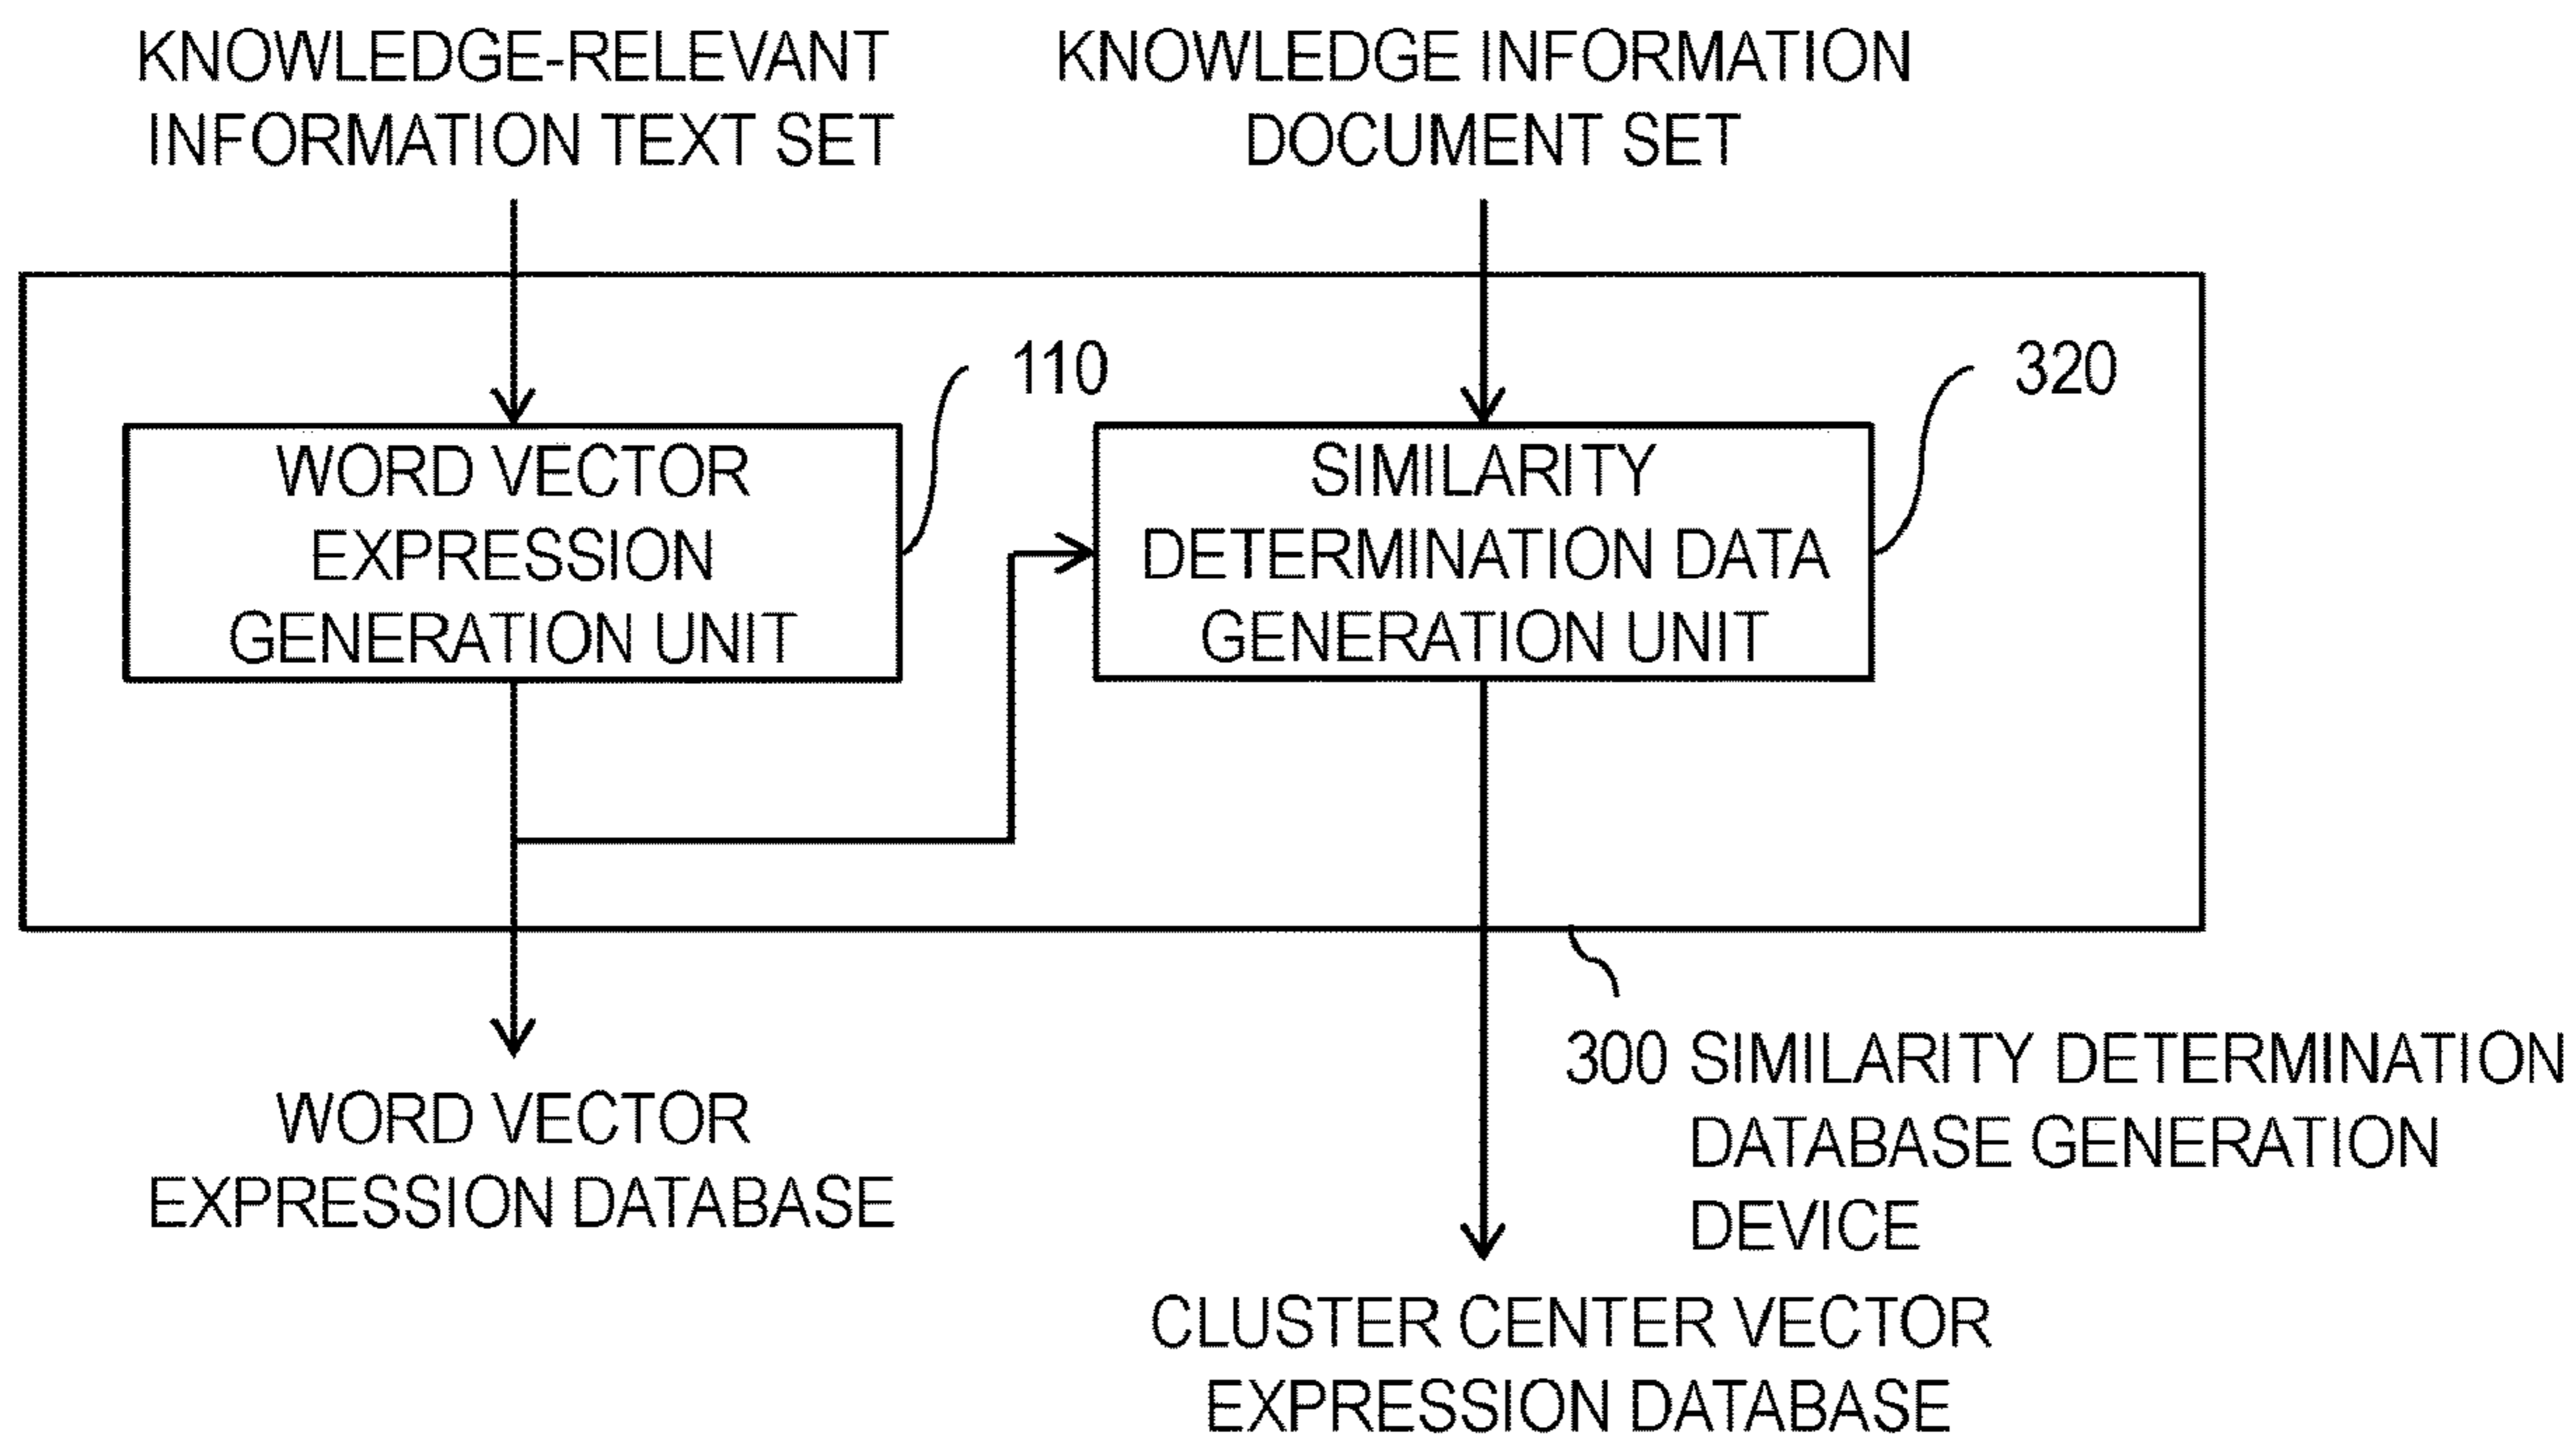 KNOWLEDGE-RELEVANT
INFORMATION TEXT SET
KNOWLEDGE INFORMATION
DOCUMENT SET
110
320
WORD VECTOR
EXPRESSION
GENERATION UNIT
SIMILARITY
DETERMINATION DATA
GENERATION UNIT
300 SIMILARITY DETERMINATION
DATABASE GENERATION
DEVICE
WORD VECTOR
EXPRESSION DATABASE
CLUSTER CENTER VECTOR
EXPRESSION DATABASE